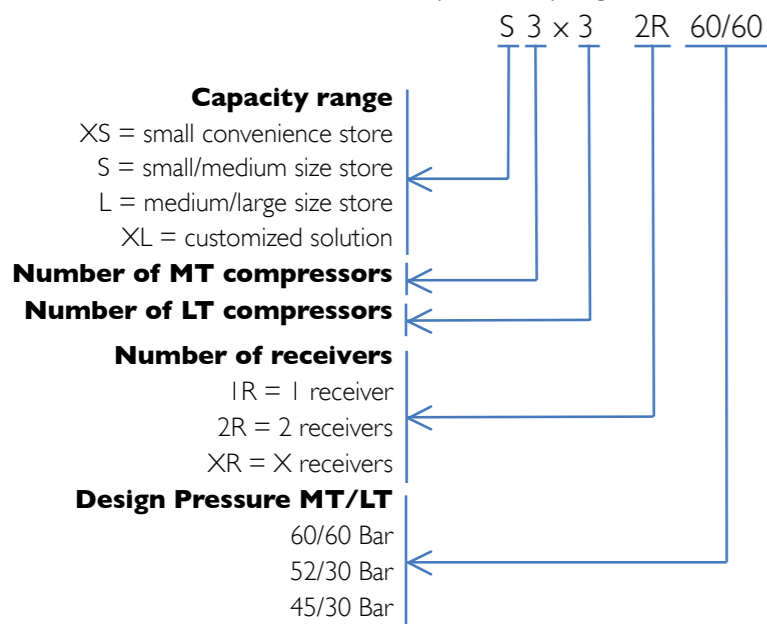 S 3 x 3 2R 60/60
Capacity range
XS = small convenience store
S = small/medium size store
L = medium/large size store
XL = customized solution
Number of MT compressors
Number of LT compressors
Number of receivers
1R = 1 receiver
2R = 2 receivers
XR = X receivers
Design Pressure MT/LT
60/60 Bar
52/30 Bar
45/30 Bar